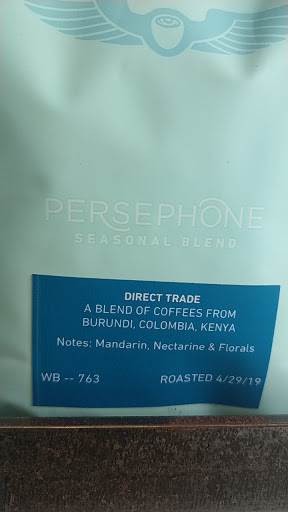 PERSEPHONE
SEASONAL BLEND
DIRECT TRADE
A BLEND OF COFFEES FROM
BURUNDI, COLOMBIA, KENYA
Notes: Mandarin, Nectarine & Florals
WB -- 763 ROASTED 4/29/19